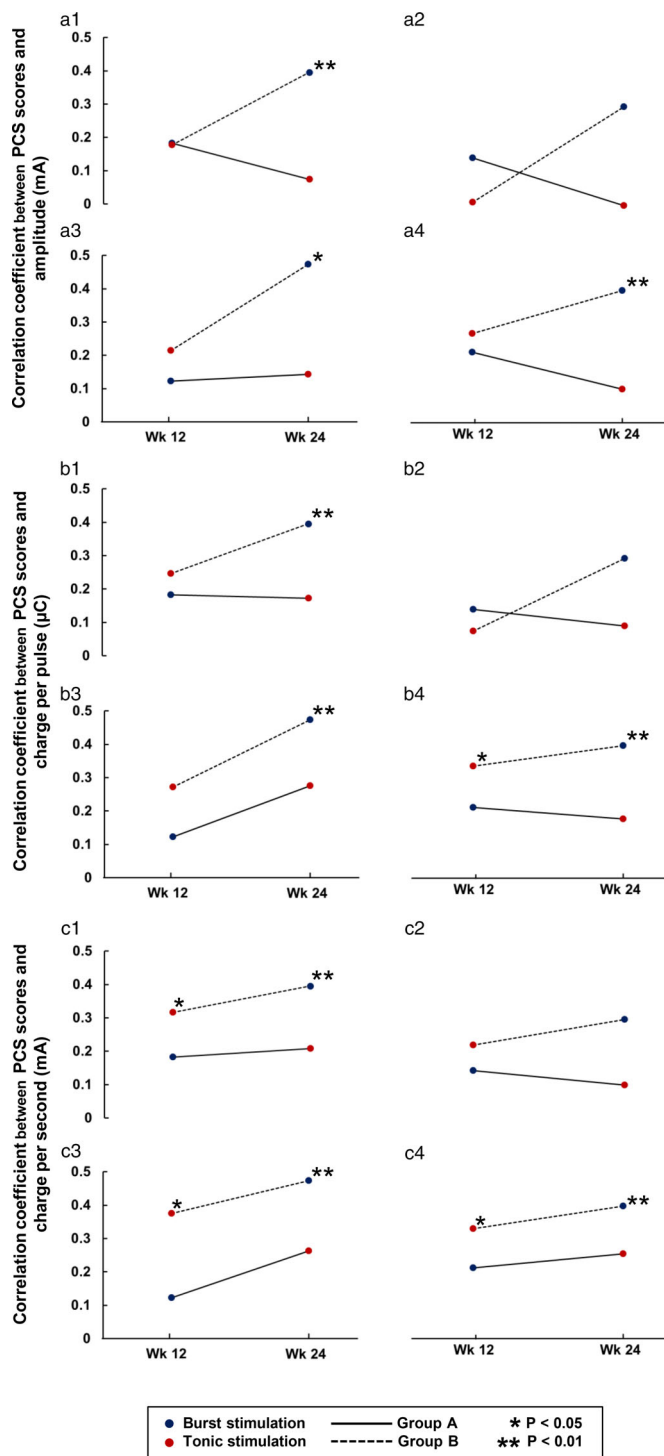 a1
a2
0.5
0.4
**
0.3
0.2
0.1
0
Correlation coefficient between PCS scores and
amplitude (mA)
a3
a4
0.5
*
0.4
**
0.3
0.2
0.1
0
Wk 12
Wk 24
Wk 12
Wk 24
b1
b2
0.5
0.4
**
0.3
0.2
0.1
0
Correlation coefficient between PCS scores and
charge per pulse (µC)
b3
b4
0.5
**
0.4
*
**
0.3
0.2
0.1
0
Wk 12
Wk 24
Wk 12
Wk 24
c1
c2
0.5
0.4
*
**
0.3
0.2
0.1
0
Correlation coefficient between PCS scores and
charge per second (mA)
c3
c4
0.5
*
**
0.4
*
**
0.3
0.2
0.1
0
Wk 12
Wk 24
Wk 12
Wk 24
Burst stimulation Group A * P < 0.05
Tonic stimulation Group B ** P < 0.01